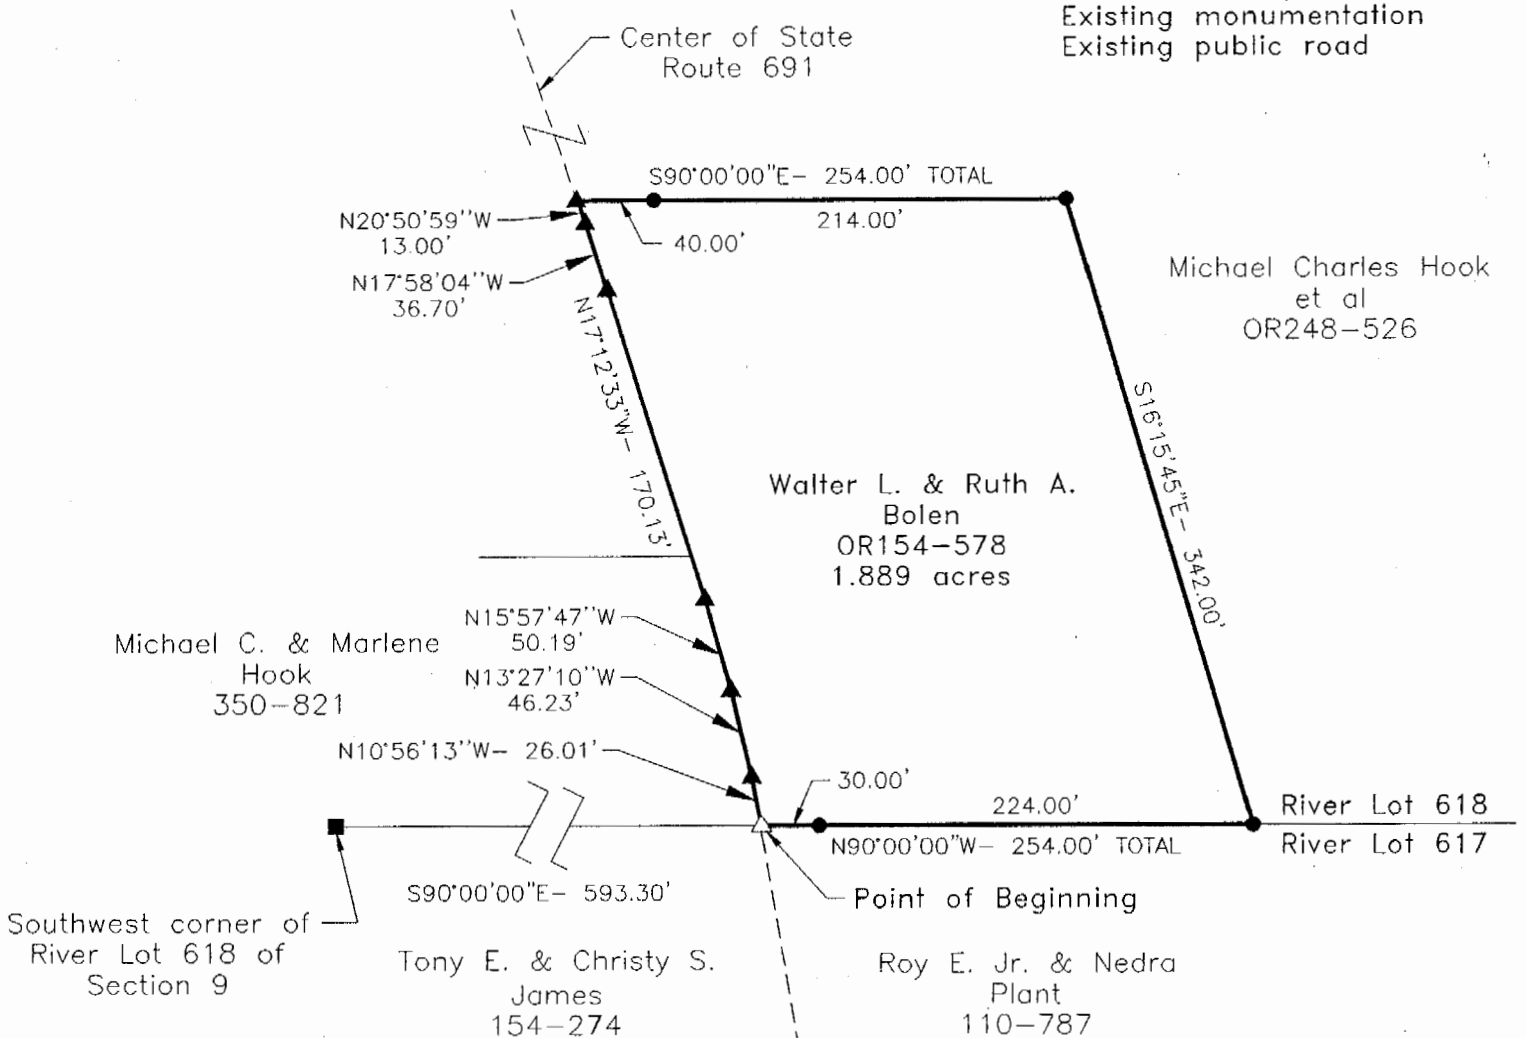 Existing monumentation
Existing public road
Center of State
Route 691
S90°00'00"E- 254.00' TOTAL
214.00'
40.00'
N20°50'59''W
13.00'
N17°58'04''W
36.70'
N17°12'33"W- 170.13'
Michael Charles Hook
et al
OR248-526
S16°15'45"E- 342.00'
Walter L. & Ruth A.
Bolen
OR154-578
1.889 acres
Michael C. & Marlene
Hook
350-821
N15°57'47''W
50.19'
N13°27'10''W
46.23'
N10°56'13''W- 26.01'
30.00'
224.00'
River Lot 618
N90°00'00"W- 254.00' TOTAL
River Lot 617
S90°00'00"E- 593.30'
Point of Beginning
Southwest corner of
River Lot 618 of
Section 9
Tony E. & Christy S.
James
154-274
Roy E. Jr. & Nedra
Plant
110-787